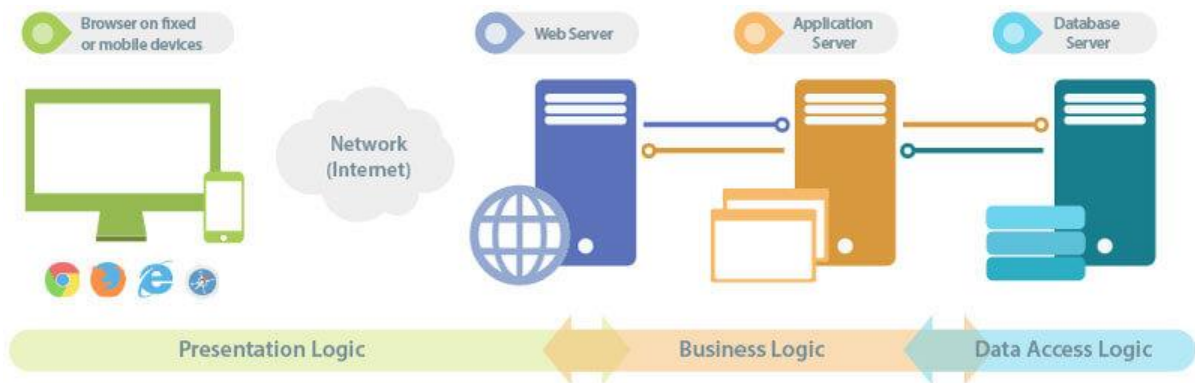 Browser on fixed
or mobile devices
Web Server
Application
Server
Database
Server
Network
(Internet)
Presentation Logic
Business Logic
Data Access Logic